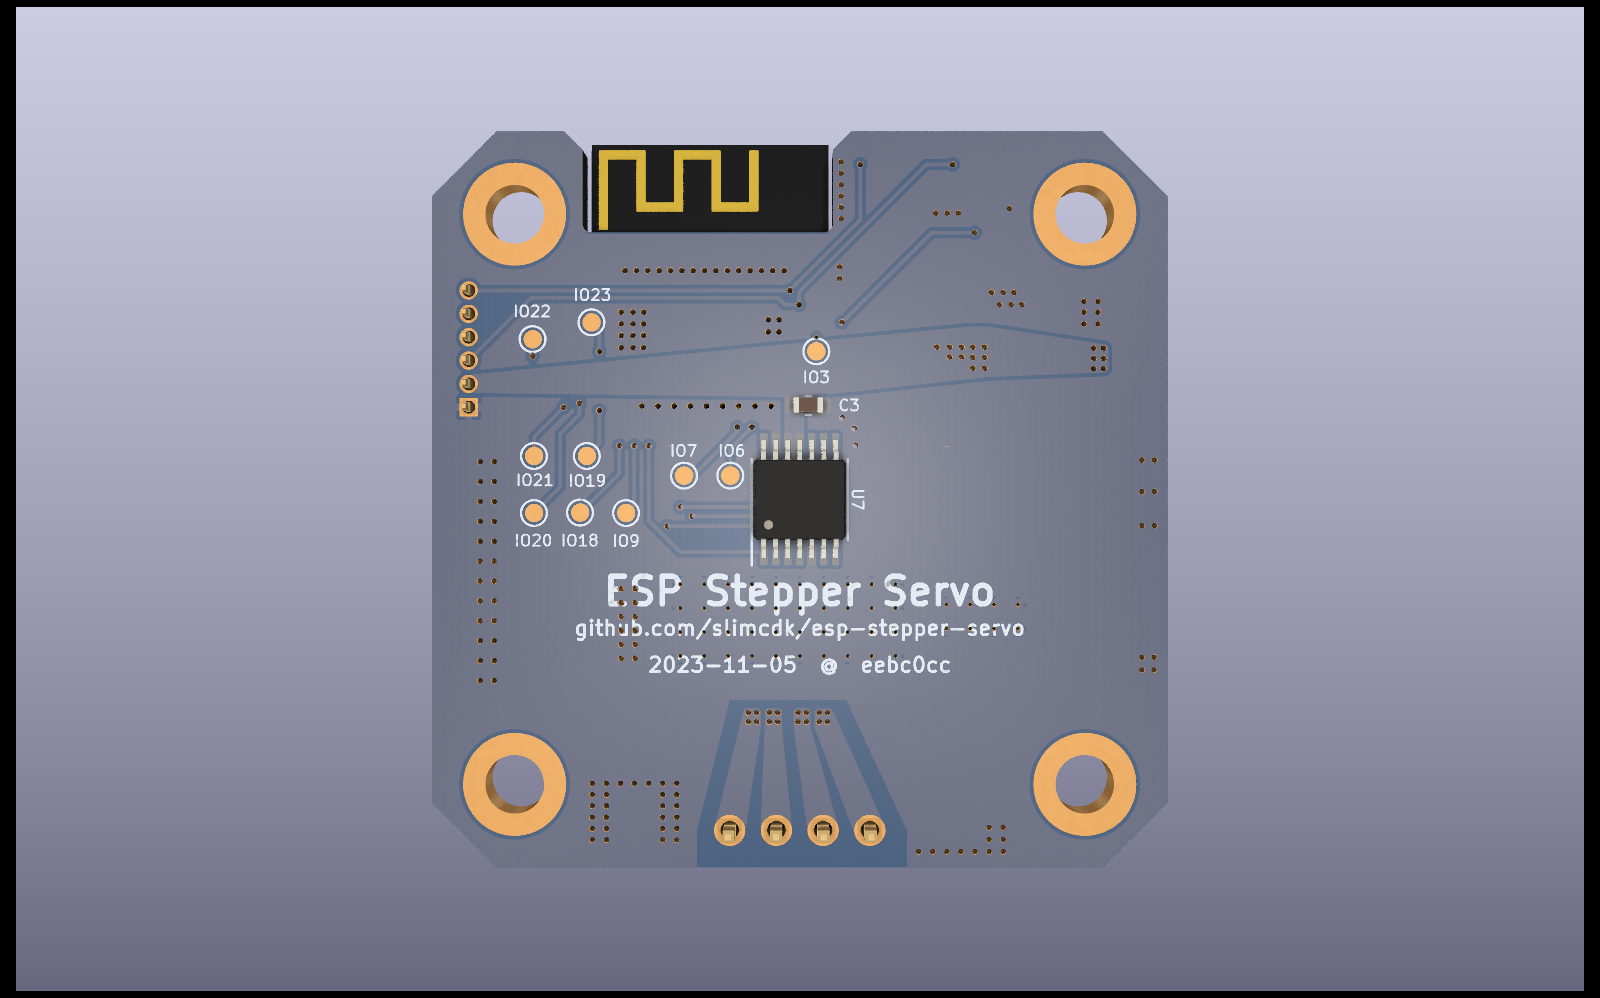 IO23
IO22
IO3
C3
IO7 IO6
IO21 IO19
U7
IO20 IO18 IO9
ESP Stepper Servo
github.com/slimcdk/esp-stepper-servo
2023-11-05 @ eebc0cc